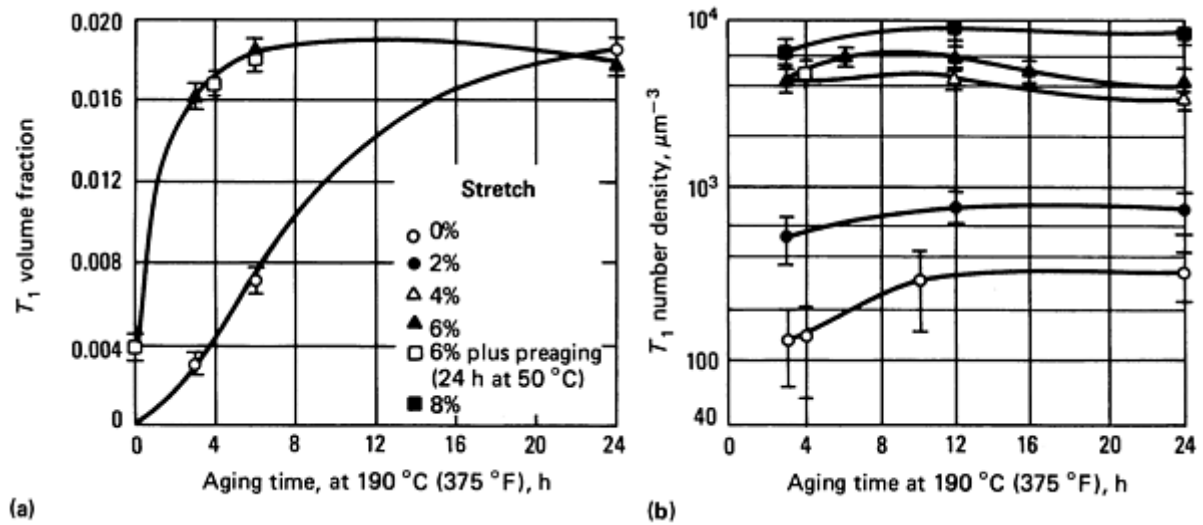 0.020
0.016
0.012
0.008
0.004
0
T₁ volume fraction
0 4 8 12 16 20 24
Aging time, at 190 °C (375 °F), h
(a)
Stretch
0%
2%
4%
6%
6% plus preaging
(24 h at 50 °C)
8%
10⁴
10³
100
40
T₁ number density, μm⁻³
0 4 8 12 16 20 24
Aging time at 190 °C (375 °F), h
(b)